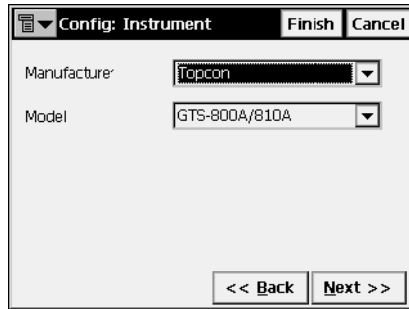 Config: Instrument Finish Cancel
Manufacturer Topcon
Model GTS-800A/810A
<< Back Next >>